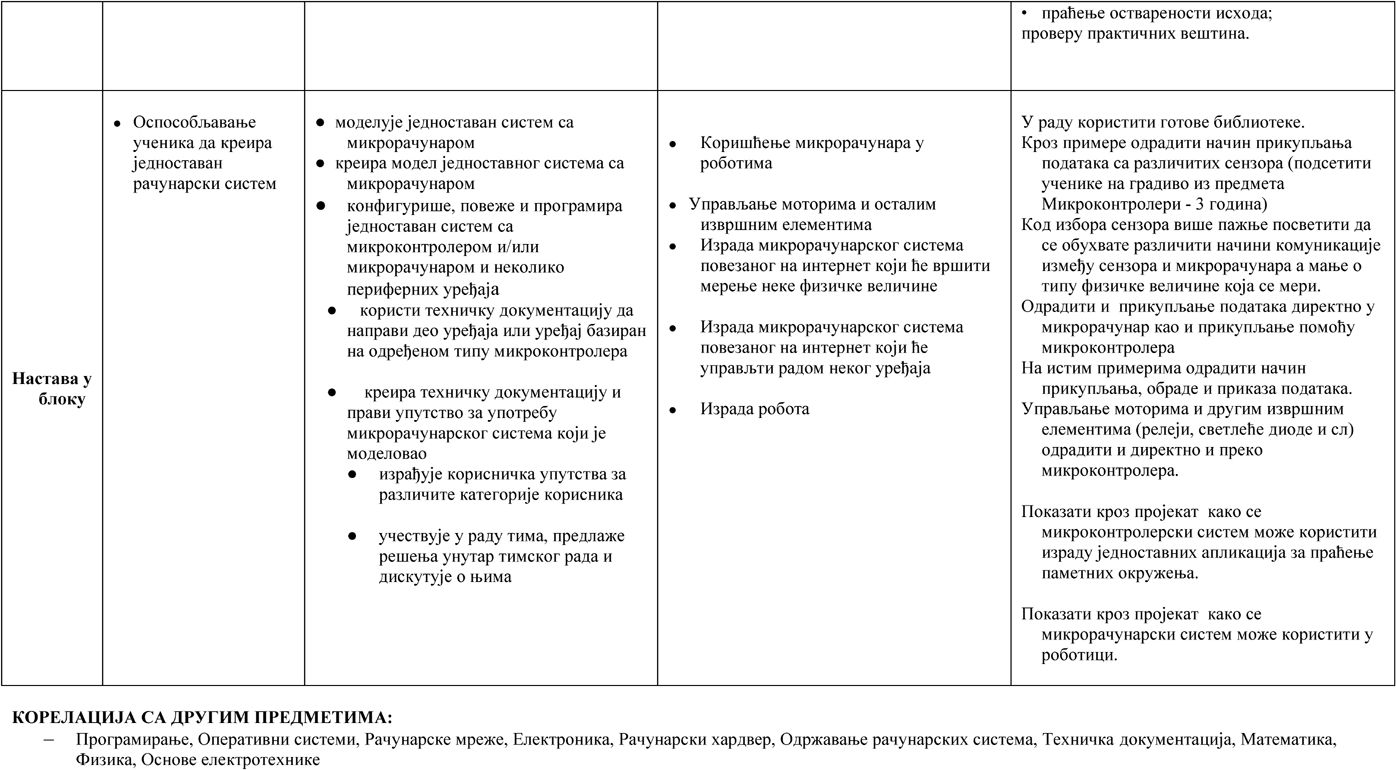 • праћење остварености исхода;
проверу практичних вештина.
Настава у
блоку
● Оспособљавање
ученика да креира
једноставан
рачунарски систем
● моделује једноставан систем са
микрорачунаром
● креира модел једноставног система са
микрорачунаром
● конфигурише, повеже и програмира
једноставан систем са
микроконтролером и/или
микрорачунаром и неколико
периферних уређаја
● користи техничку документацију да
направи део уређаја или уређај базиран
на одређеном типу микроконтролера
● креира техничку документацију и
прави упутство за употребу
микрорачунарског система који је
моделовао
● израђује корисничка упутства за
различите категорије корисника
● учествује у раду тима, предлаже
решења унутар тимског рада и
дискутује о њима
● Коришћење микрорачунара у
роботима
● Управљање моторима и осталим
извршним елементима
● Израда микрорачунарског система
повезаног на интернет који ће вршити
мерење неке физичке величине
● Израда микрорачунарског система
повезаног на интернет који ће
управљти радом неког уређаја
● Израда робота
У раду користити готове библиотеке.
Кроз примере одрадити начин прикупљања
података са различитих сензора (подсетити
ученике на градиво из предмета
Микроконтролери - 3 година)
Код избора сензора више пажње посветити да
се обухвате различити начини комуникације
између сензора и микрорачунара а мање о
типу физичке величине која се мери.
Одрадити и прикупљање података директно у
микрорачунар као и прикупљање помоћу
микроконтролера
На истим примерима одрадити начин
прикупљања, обраде и приказа података.
Управљање моторима и другим извршним
елементима (релеји, светлеће диоде и сл)
одрадити и директно и преко
микроконтролера.
Показати кроз пројекат како се
микроконтролерски систем може користити
израду једноставних апликација за праћење
паметних окружења.
Показати кроз пројекат како се
микрорачунарски систем може користити у
роботици.
КОРЕЛАЦИЈА СА ДРУГИМ ПРЕДМЕТИМА:
– Програмирање, Оперативни системи, Рачунарске мреже, Електроника, Рачунарски хардвер, Одржавање рачунарских система, Техничка документација, Математика,
Физика, Основе електротехнике